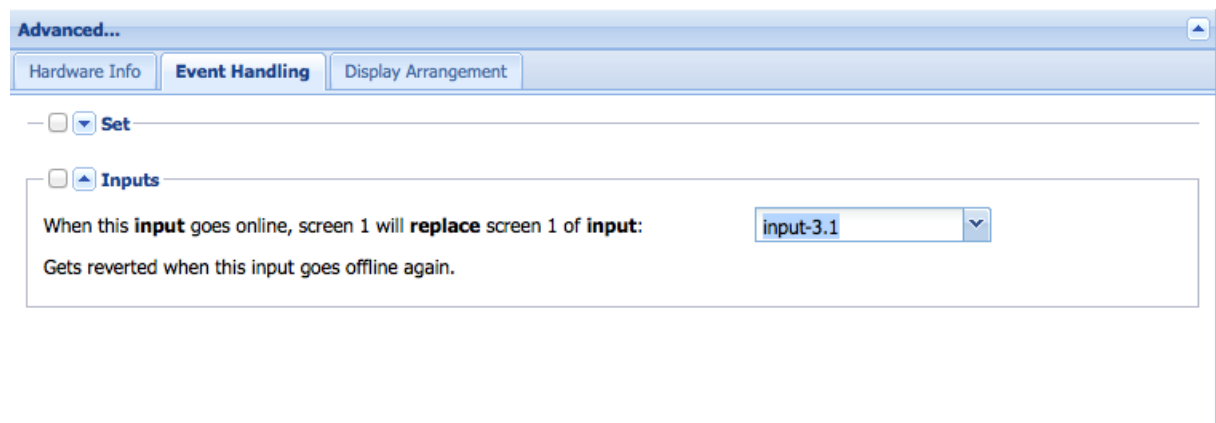 Advanced...
Hardware Info Event Handling Display Arrangement
Set
Inputs
When this input goes online, screen 1 will replace screen 1 of input: input-3.1
Gets reverted when this input goes offline again.